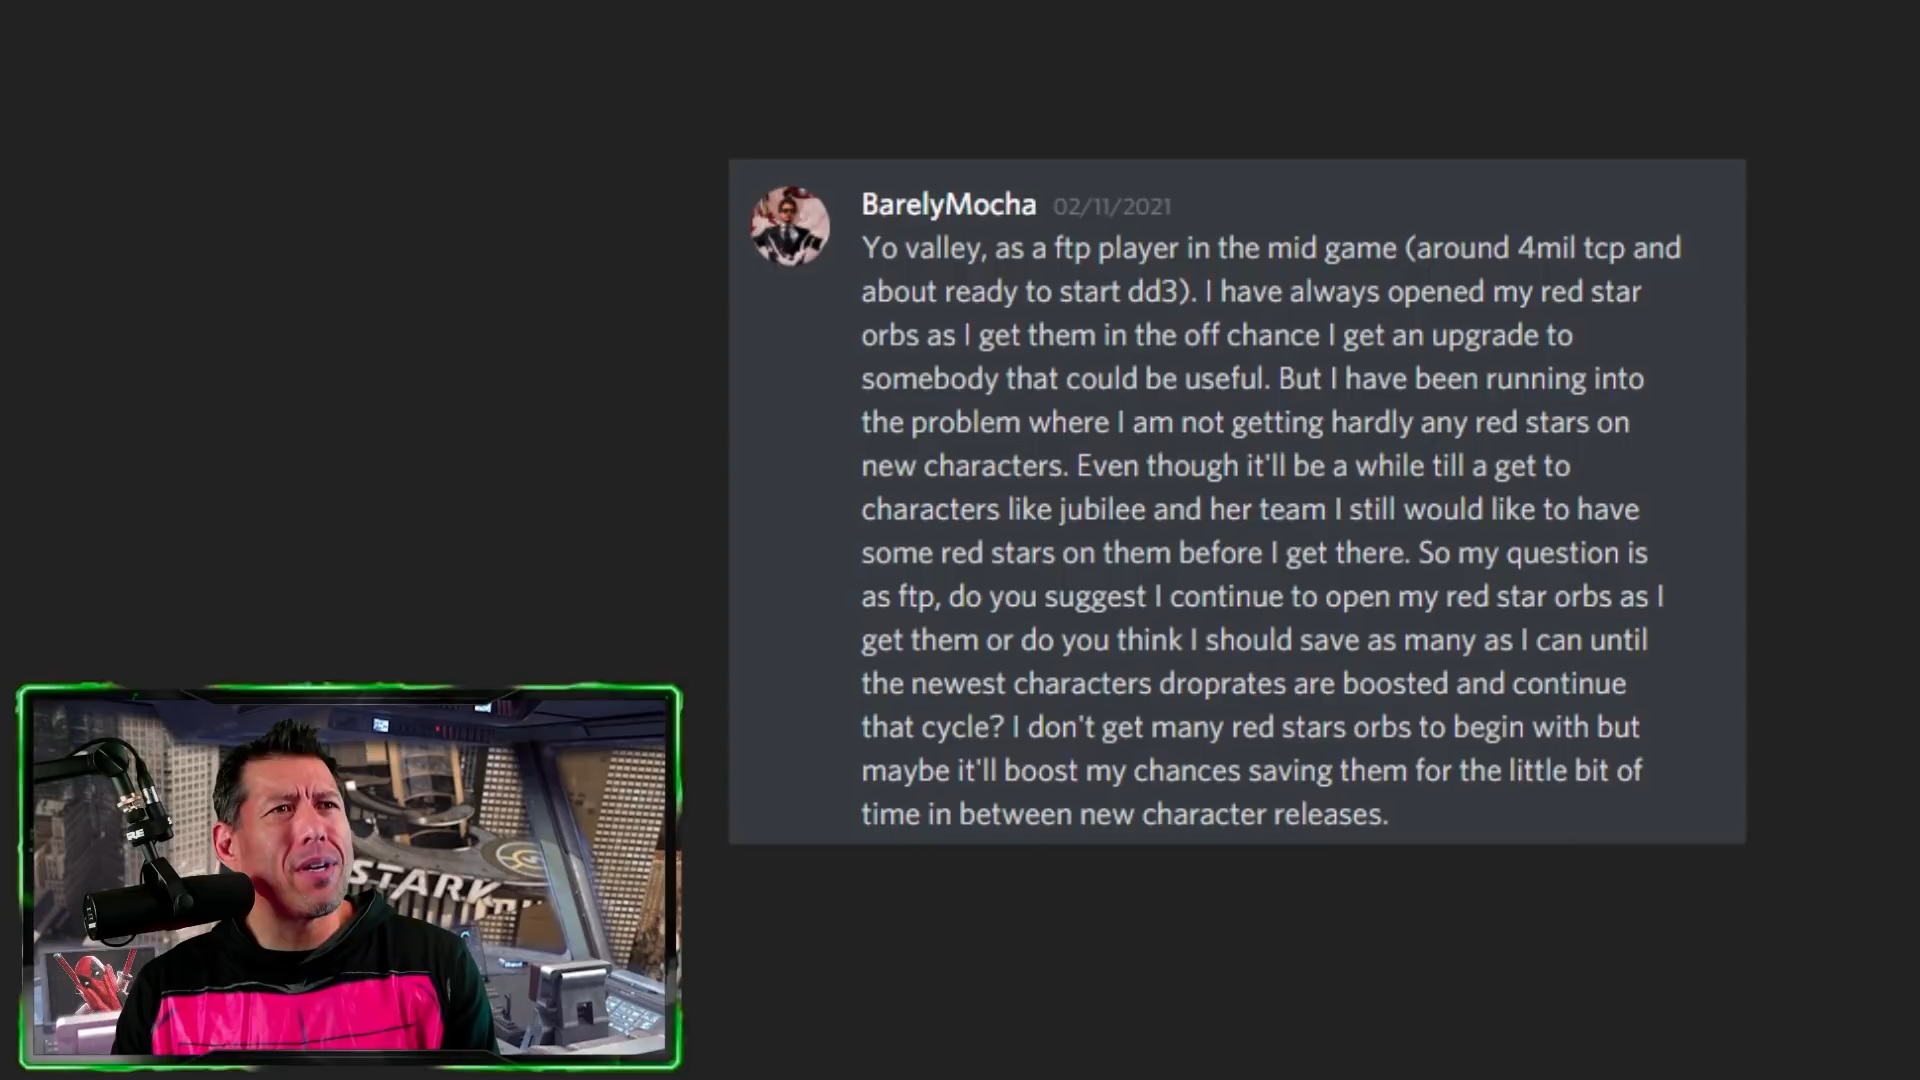 BarelyMocha 02/11/2021
Yo valley, as a ftp player in the mid game (around 4mil tcp and
about ready to start dd3). I have always opened my red star
orbs as I get them in the off chance I get an upgrade to
somebody that could be useful. But I have been running into
the problem where I am not getting hardly any red stars on
new characters. Even though it'll be a while till a get to
characters like jubilee and her team I still would like to have
some red stars on them before I get there. So my question is
as ftp, do you suggest I continue to open my red star orbs as I
get them or do you think I should save as many as I can until
the newest characters droprates are boosted and continue
that cycle? I don't get many red stars orbs to begin with but
maybe it'll boost my chances saving them for the little bit of
time in between new character releases.
STARK